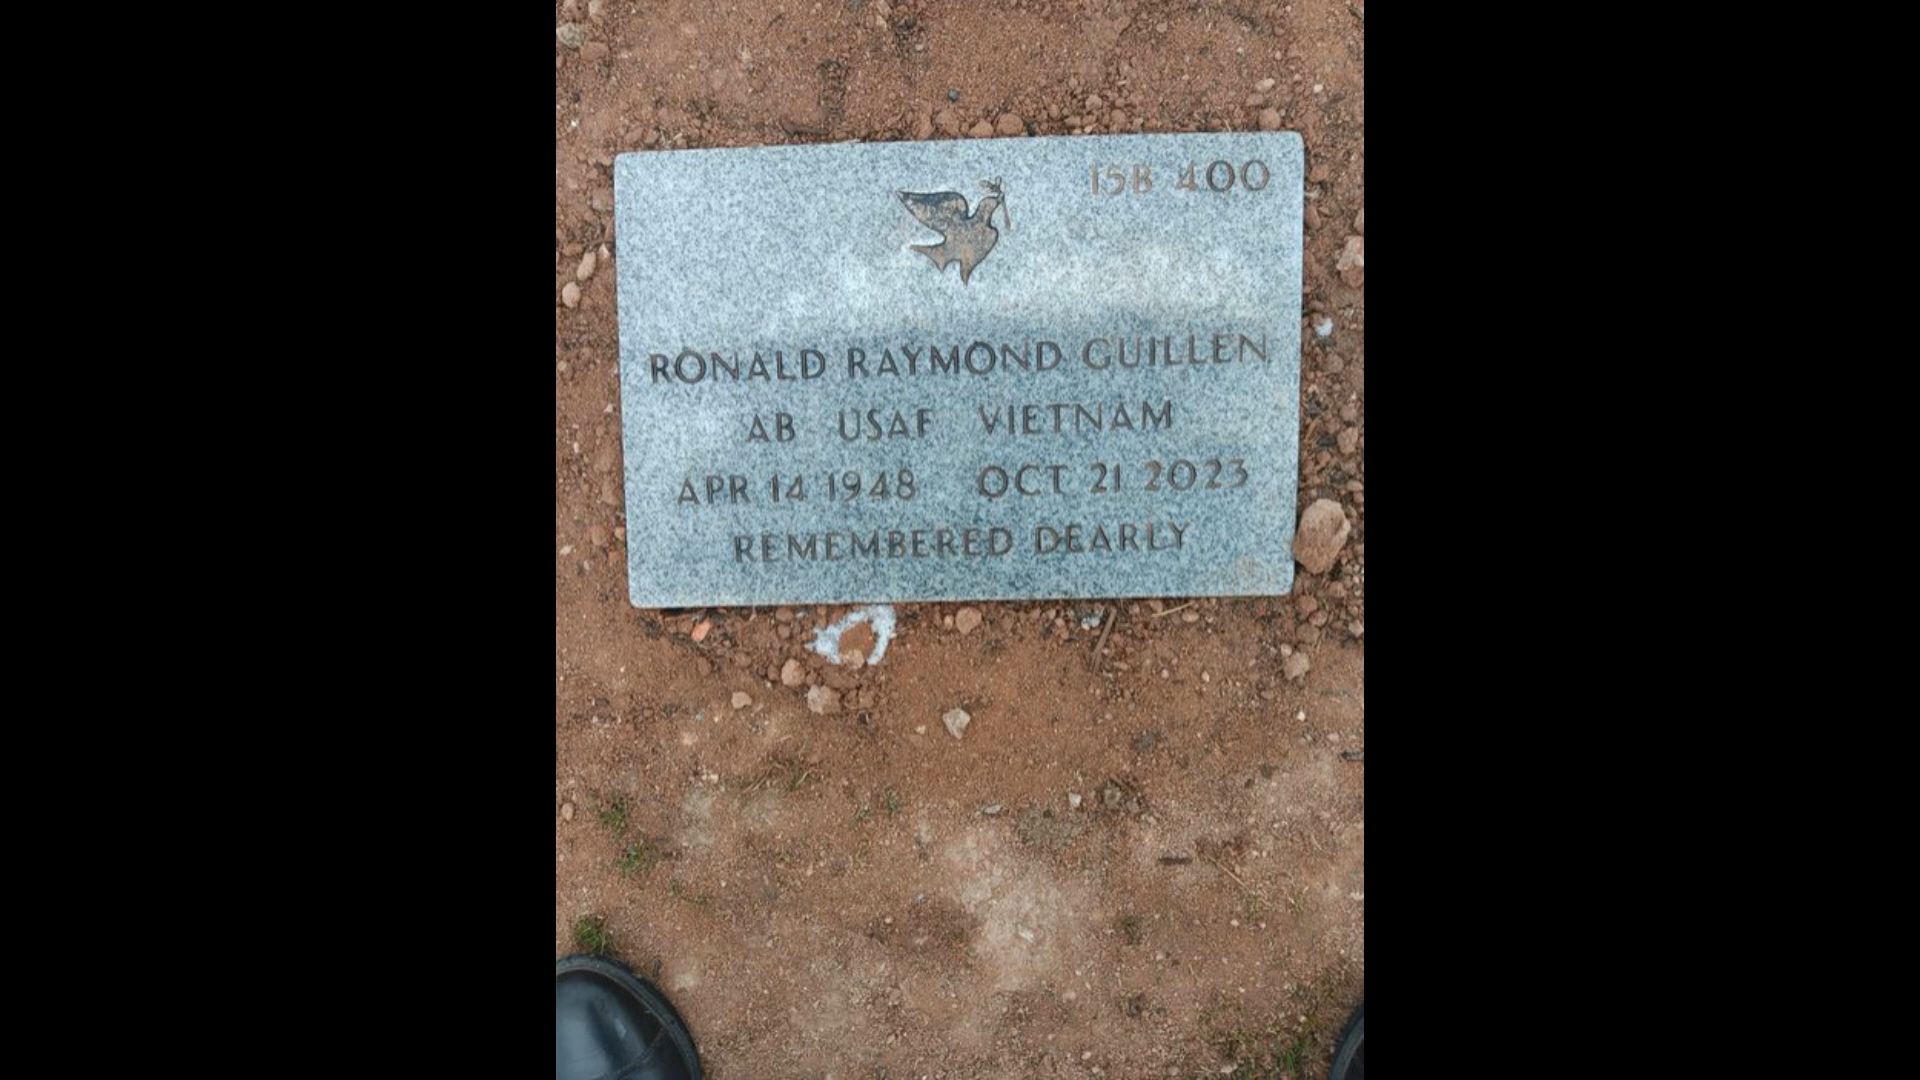 15B 400
RONALD RAYMOND GUILLEN
AB USAF VIETNAM
APR 14 1948 OCT 21 2023
REMEMBERED DEARLY